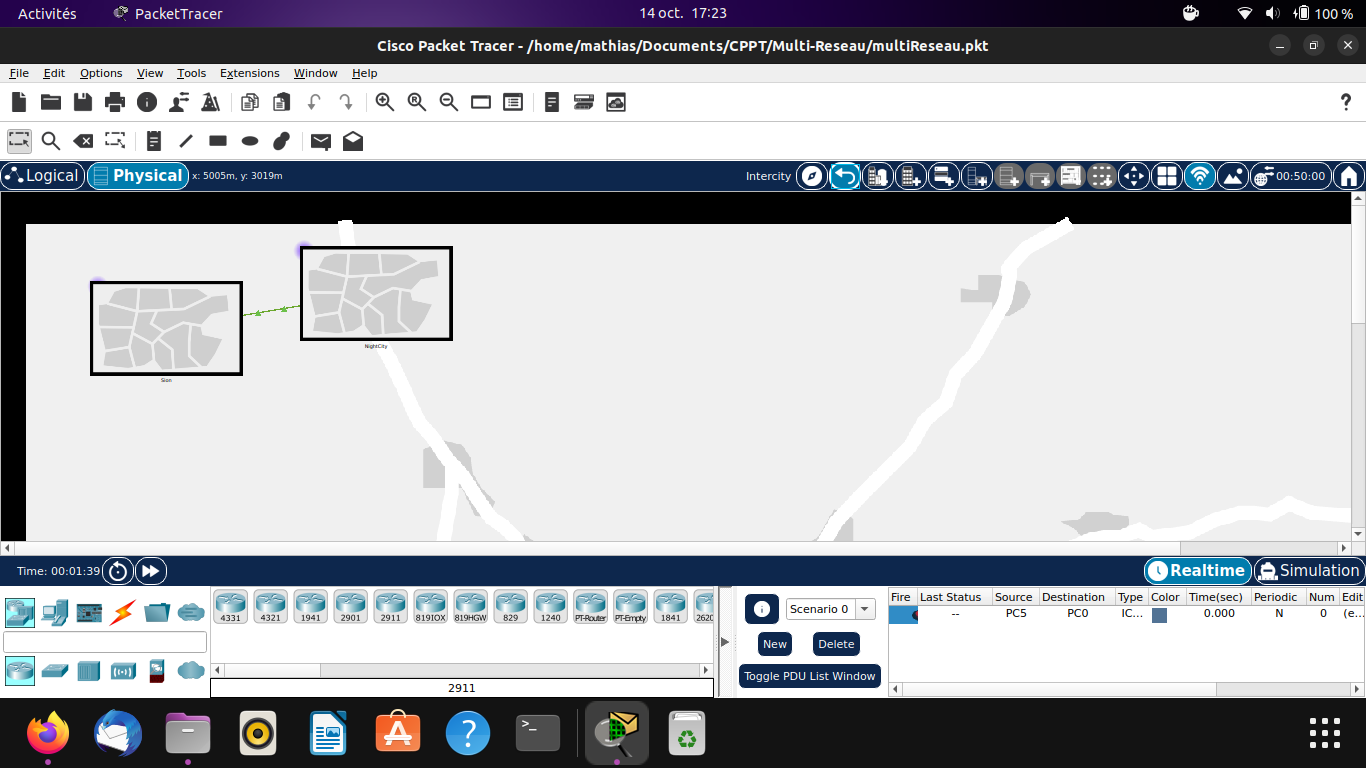 Activités PacketTracer 14 oct. 17:23 100 %
Cisco Packet Tracer - /home/mathias/Documents/CPPT/Multi-Reseau/multiReseau.pkt
File Edit Options View Tools Extensions Window Help
?
Logical Physical x: 5005m, y: 3019m Intercity 00:50:00
NightCity
Sion
Time: 00:01:39 Realtime Simulation
4331 4321 1941 2901 2911 819IOX 819HGW 829 1240 PT-Router PT-Empty 1841 2620
2911
Scenario 0
New Delete
Toggle PDU List Window
Fire Last Status Source Destination Type Color Time(sec) Periodic Num Edit
-- PC5 PC0 IC... 0.000 N 0 (e...
>_ ?